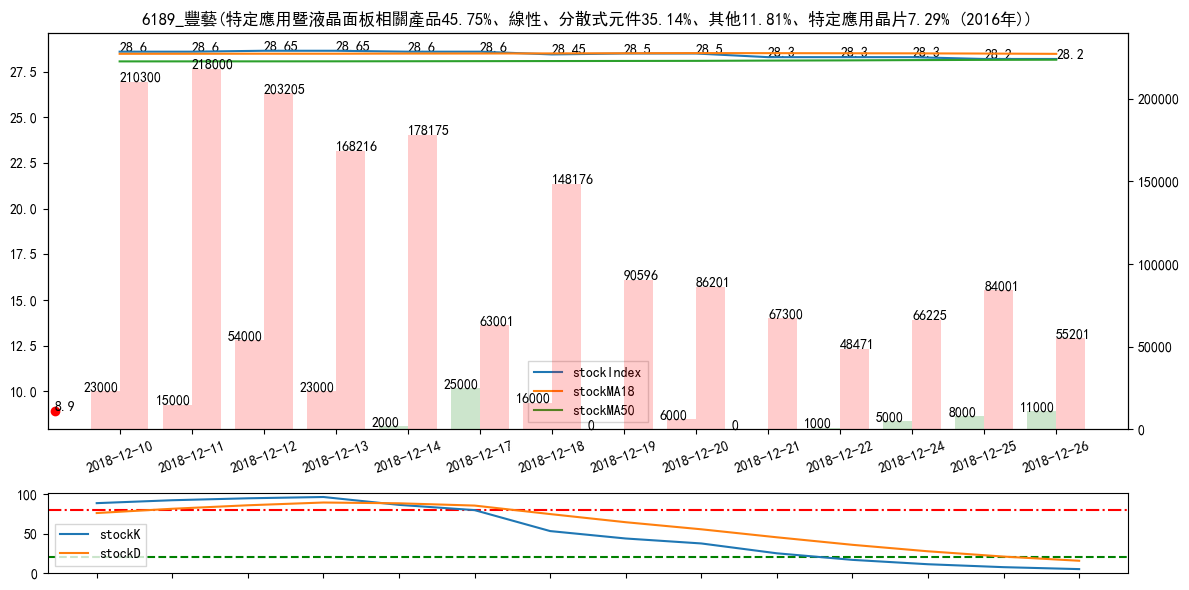 6189_豐藝(特定應用暨液晶面板相關產品45.75%、線性、分散式元件35.14%、其他11.81%、特定應用晶片7.29% (2016年))
28.6 28.6 28.65 28.65 28.6 28.6 28.45 28.5 28.5 28.3 28.3 28.3 28.2 28.2
27.5
25.0
22.5
20.0
17.5
15.0
12.5
10.0
200000
150000
100000
50000
0
210300 218000 203205 168216 178175 63001 148176 90596 86201 67300 48471 66225 84001 55201
23000 15000 54000 23000 2000 25000 16000 0 6000 0 1000 5000 8000 11000
8.9
stockIndex
stockMA18
stockMA50
2018-12-10 2018-12-11 2018-12-12 2018-12-13 2018-12-14 2018-12-17 2018-12-18 2018-12-19 2018-12-20 2018-12-21 2018-12-22 2018-12-24 2018-12-25 2018-12-26
100
50
0
stockK
stockD